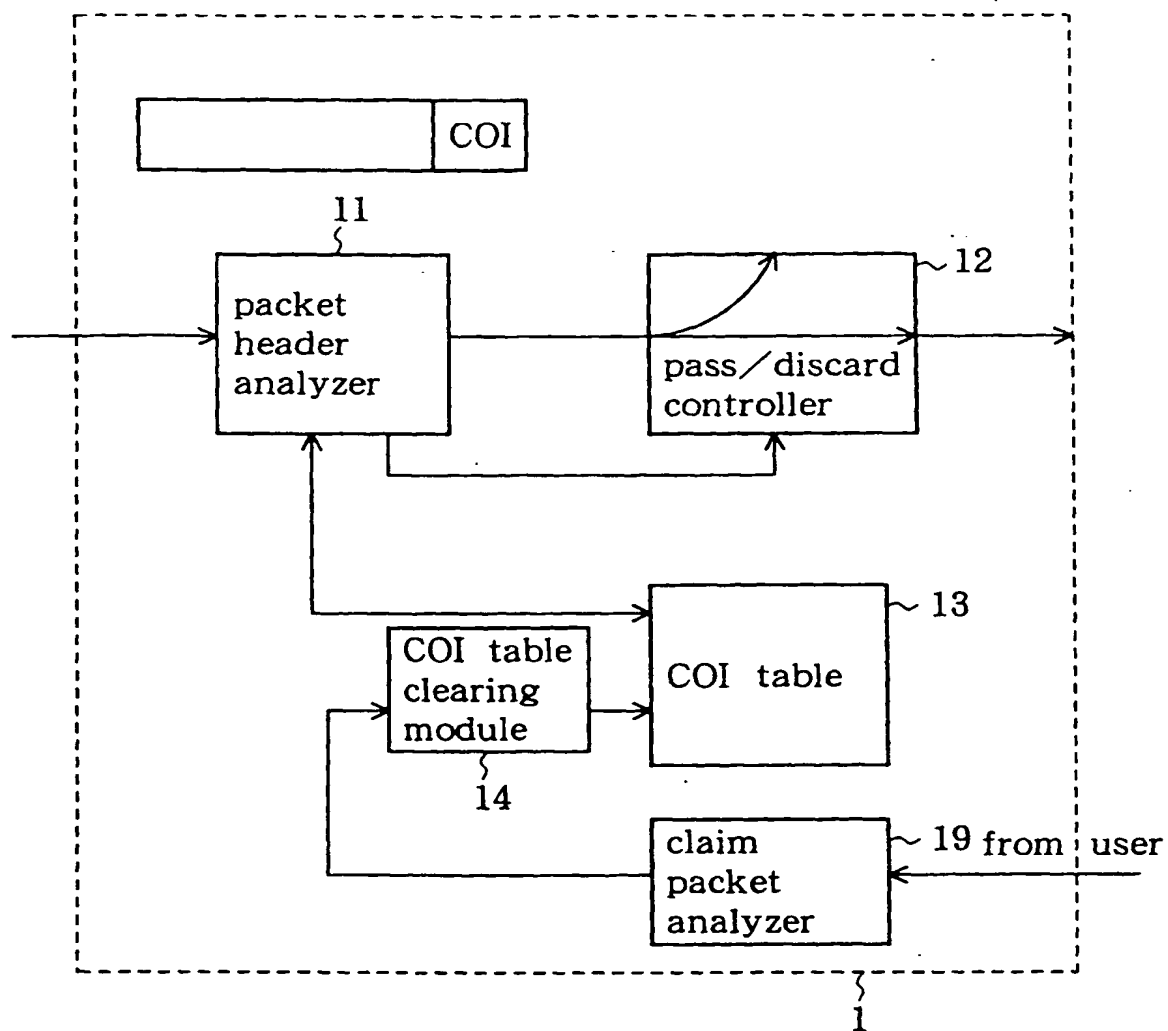 COI
11
packet
header
analyzer
12
pass/discard
controller
13
COI table
COI table
clearing
module
14
19
from user
claim
packet
analyzer
1